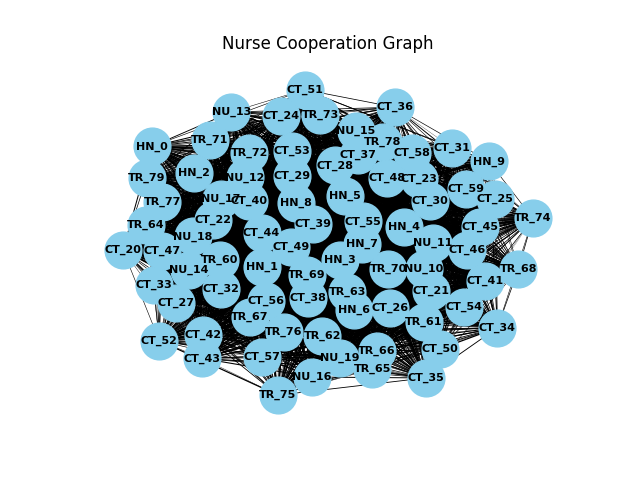 Nurse Cooperation Graph
CT_51
NU_13
CT_24
TR_73
CT_36
NU_15
TR_71
TR_78
HN_0
CT_31
TR_72
CT_53
CT_37
CT_58
HN_9
CT_28
HN_2
TR_79
NU_12
CT_29
CT_48
CT_23
CT_59
HN_5
NU_17
CT_40
CT_30
CT_25
TR_77
HN_8
TR_74
CT_22
CT_55
TR_64
CT_39
HN_4
CT_45
CT_44
NU_18
HN_7
NU_11
CT_49
CT_20
CT_47
CT_46
TR_60
HN_3
HN_1
NU_14
TR_70
NU_10
TR_68
TR_69
CT_41
CT_33
CT_32
TR_63
CT_21
CT_38
CT_56
CT_27
CT_54
CT_26
HN_6
TR_67
TR_61
CT_34
TR_76
CT_42
TR_62
CT_52
CT_50
TR_66
CT_57
NU_19
CT_43
TR_65
NU_16
CT_35
TR_75